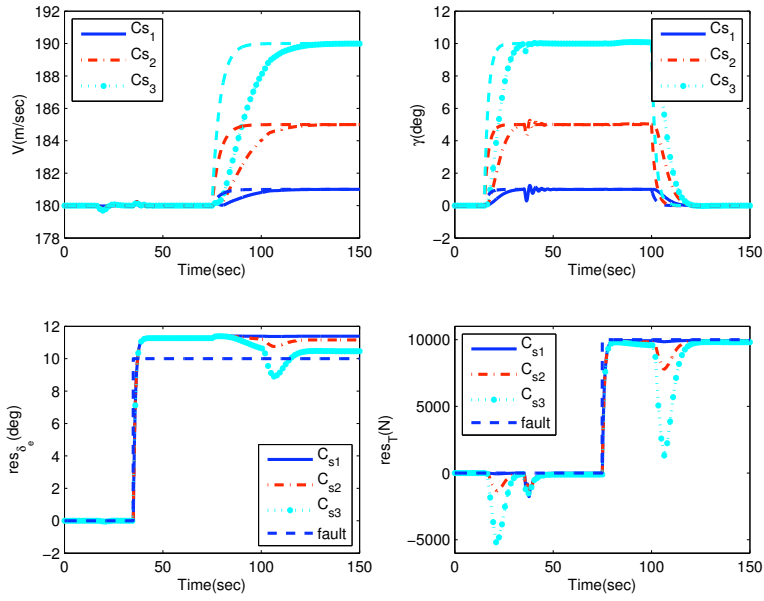 192
190
188
186
184
182
180
178
0
50
100
150
V(m/sec)
Time(sec)
Cs1
Cs2
Cs3
12
10
8
6
4
2
0
−2
0
50
100
150
γ(deg)
Time(sec)
Cs1
Cs2
Cs3
12
10
8
6
4
2
0
−2
0
50
100
150
res_δe(deg)
Time(sec)
Cs1
Cs2
Cs3
fault
10000
5000
0
−5000
0
50
100
150
resT(N)
Time(sec)
Cs1
Cs2
Cs3
fault